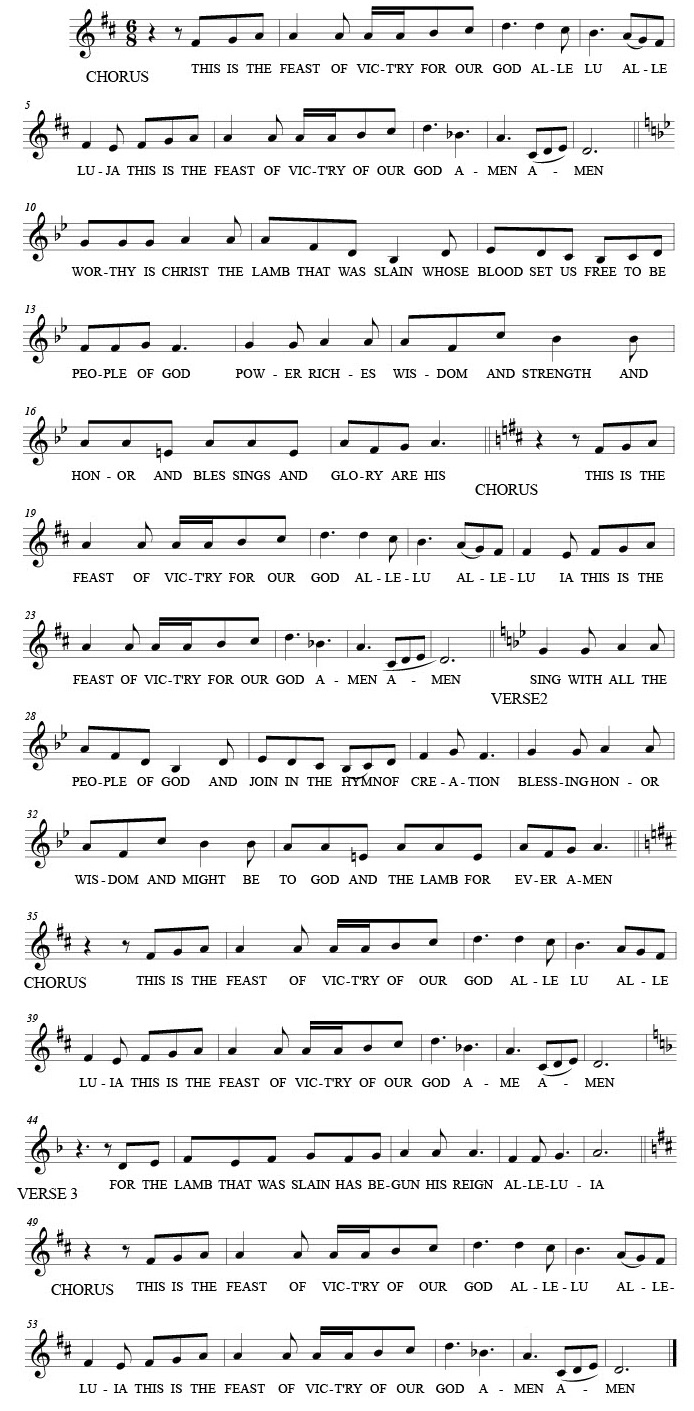 THIS IS THE FEAST OF VIC-T'RY FOR OUR GOD AL-LE LU AL-LE
CHORUS
5
LU-JA THIS IS THE FEAST OF VIC-T'RY OF OUR GOD A - MEN A - MEN
10
WOR-THY IS CHRIST THE LAMB THAT WAS SLAIN WHOSE BLOOD SET US FREE TO BE
13
PEO-PLE OF GOD POW - ER RICH - ES WIS - DOM AND STRENGTH AND
16
HON - OR AND BLES SINGS AND GLO-RY ARE HIS THIS IS THE
CHORUS
19
FEAST OF VIC-T'RY FOR OUR GOD AL-LE-LU AL-LE-LU IA THIS IS THE
23
FEAST OF VIC-T'RY FOR OUR GOD A - MEN A - MEN SING WITH ALL THE
VERSE2
28
PEO-PLE OF GOD AND JOIN IN THE HYMNOF CRE-A-TION BLESS-INGHON-OR
32
WIS-DOM AND MIGHT BE TO GOD AND THE LAMB FOR EV-ER A-MEN
35
CHORUS THIS IS THE FEAST OF VIC-T'RY OF OUR GOD AL-LE LU AL-LE
39
LU-IA THIS IS THE FEAST OF VIC-T'RY OF OUR GOD A - ME A - MEN
44
FOR THE LAMB THAT WAS SLAIN HAS BE-GUN HIS REIGN AL-LE-LU-IA
VERSE 3
49
CHORUS THIS IS THE FEAST OF VIC-T'RY OF OUR GOD AL-LE-LU AL-LE-
53
LU-IA THIS IS THE FEAST OF VIC-T'RY OF OUR GOD A - MEN A - MEN